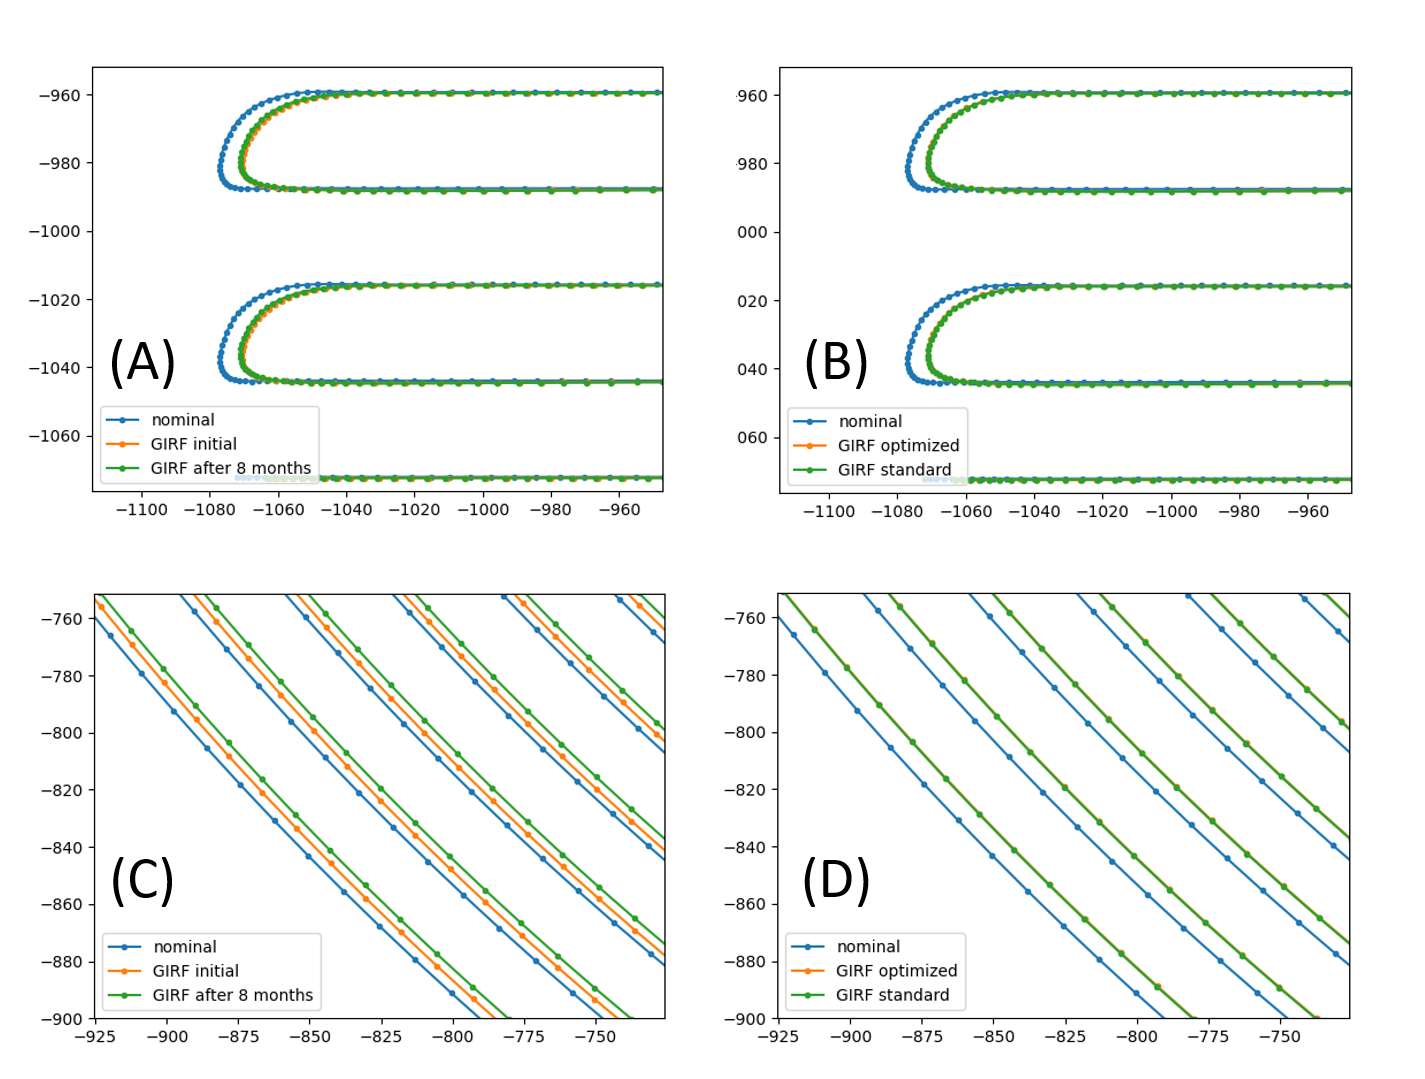 −960
−980
−1000
−1020
−1040
−1060
(A)
nominal
GIRF initial
GIRF after 8 months
−1100 −1080 −1060 −1040 −1020 −1000 −980 −960
960
980
000
020
040
060
(B)
nominal
GIRF optimized
GIRF standard
−1100 −1080 −1060 −1040 −1020 −1000 −980 −960
−760
−780
−800
−820
−840
−860
−880
−900
(C)
nominal
GIRF initial
GIRF after 8 months
−925 −900 −875 −850 −825 −800 −775 −750
−760
−780
−800
−820
−840
−860
−880
−900
(D)
nominal
GIRF optimized
GIRF standard
−925 −900 −875 −850 −825 −800 −775 −750